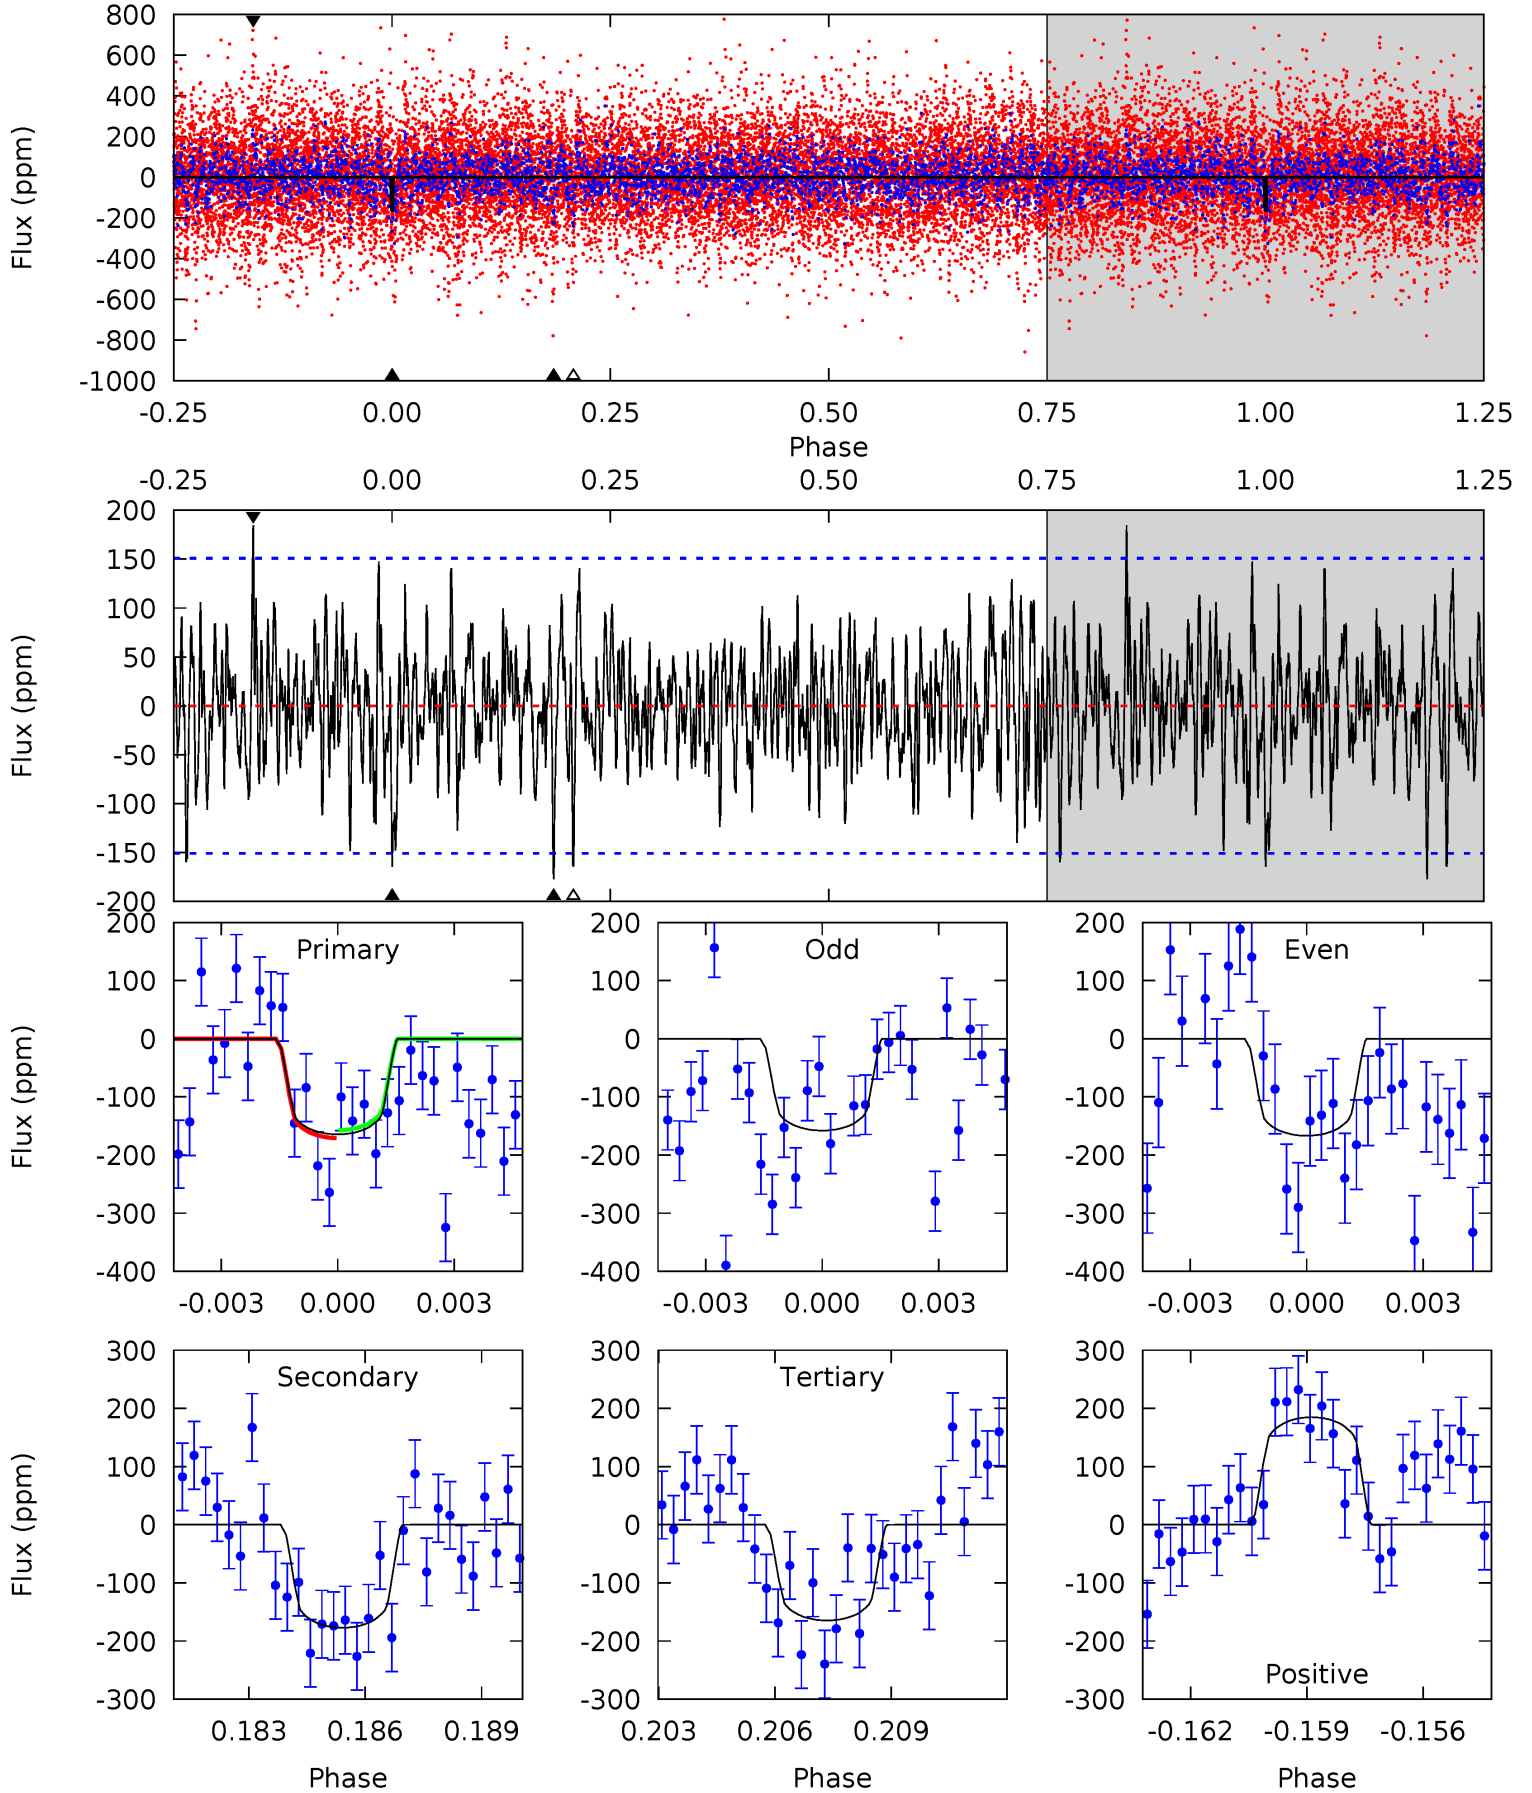 800
600
400
200
0
-200
-400
-600
-800
-1000
Flux (ppm)
-0.25 0.00 0.25 0.50 0.75 1.00 1.25
Phase
-0.25 0.00 0.25 0.50 0.75 1.00 1.25
200
150
100
50
0
-50
-100
-150
-200
Flux (ppm)
Primary Odd Even
200 200 200
100 100 100
0 0 0
-100 -100 -100
-200 -200 -200
-300 -300 -300
-400 -400 -400
Flux (ppm)
-0.003 0.000 0.003 -0.003 0.000 0.003 -0.003 0.000 0.003
Secondary Tertiary Positive
300 300 300
200 200 200
100 100 100
0 0 0
-100 -100 -100
-200 -200 -200
-300 -300 -300
Flux (ppm)
0.183 0.186 0.189 0.203 0.206 0.209 -0.162 -0.159 -0.156
Phase Phase Phase